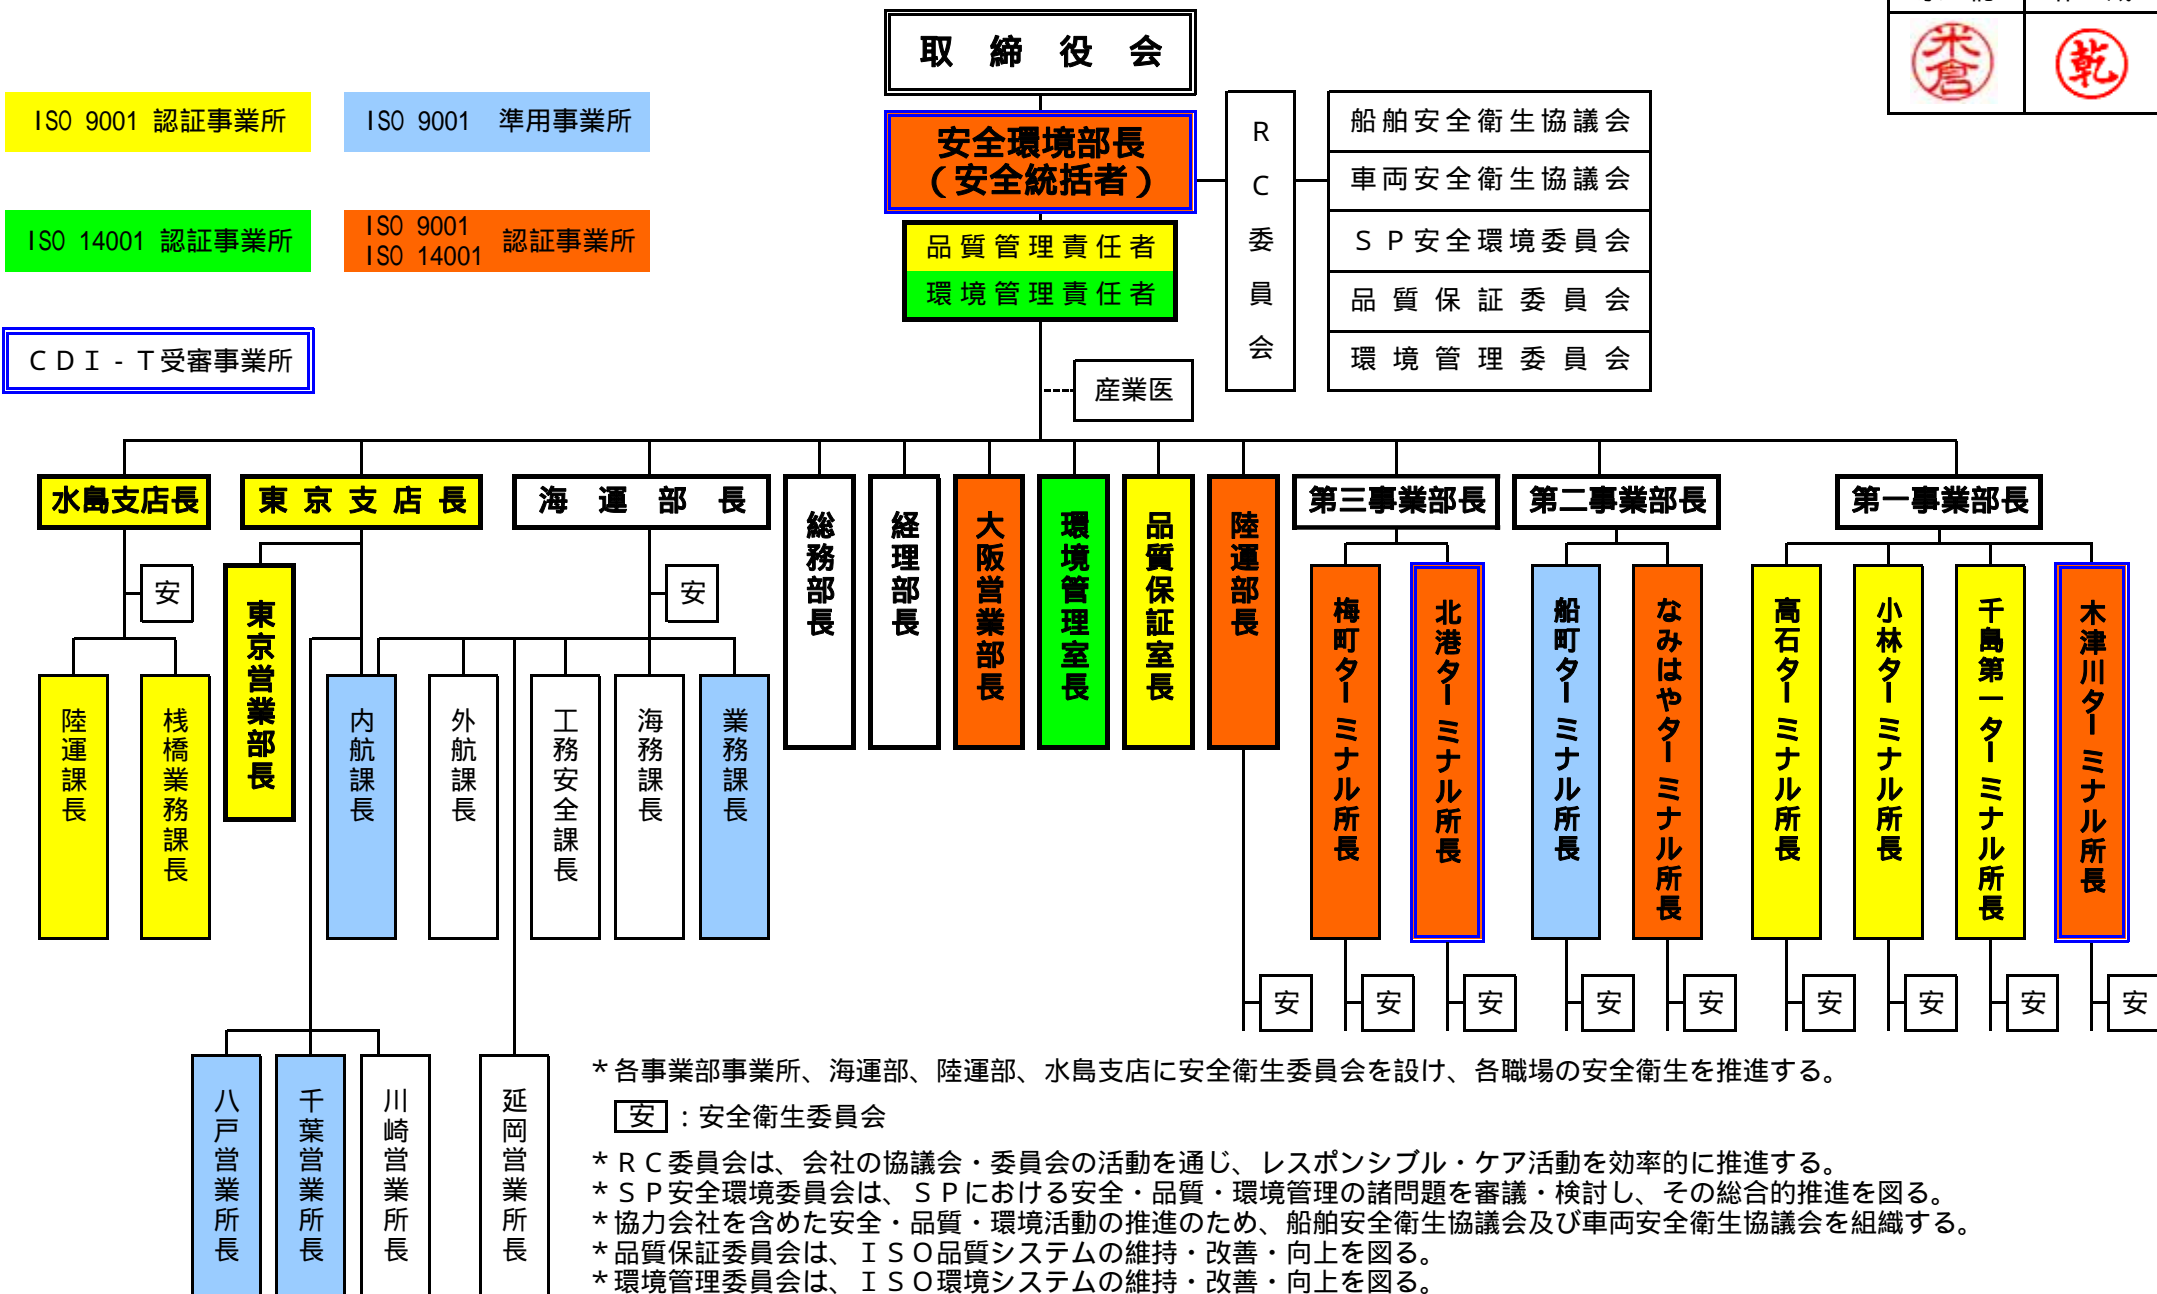 取締役会
米倉
乾
ISO 9001 認証事業所
ISO 9001 準用事業所
ISO 14001 認証事業所
ISO 9001
ISO 14001
認証事業所
CDI-T受審事業所
安全環境部長
(安全統括者)
品質管理責任者
環境管理責任者
RC委員会
船舶安全衛生協議会
車両安全衛生協議会
SP安全環境委員会
品質保証委員会
環境管理委員会
産業医
水島支店長
東京支店長
海運部長
総務部長
経理部長
大阪営業部長
環境管理室長
品質保証室長
陸運部長
第三事業部長
第二事業部長
第一事業部長
安
東京営業部長
安
陸運課長
桟橋業務課長
内航課長
外航課長
工務安全課長
海務課長
業務課長
梅町ターミナル所長
北港ターミナル所長
船町ターミナル所長
なみはやターミナル所長
高石ターミナル所長
小林ターミナル所長
千島第一ターミナル所長
木津川ターミナル所長
安
安
安
安
安
安
安
安
安
八戸営業所長
千葉営業所長
川崎営業所長
延岡営業所長
*各事業部事業所、海運部、陸運部、水島支店に安全衛生委員会を設け、各職場の安全衛生を推進する。
安:安全衛生委員会
*RC委員会は、会社の協議会・委員会の活動を通じ、レスポンシブル・ケア活動を効率的に推進する。
*SP安全環境委員会は、SPにおける安全・品質・環境管理の諸問題を審議・検討し、その総合的推進を図る。
*協力会社を含めた安全・品質・環境活動の推進のため、船舶安全衛生協議会及び車両安全衛生協議会を組織する。
*品質保証委員会は、ISO品質システムの維持・改善・向上を図る。
*環境管理委員会は、ISO環境システムの維持・改善・向上を図る。